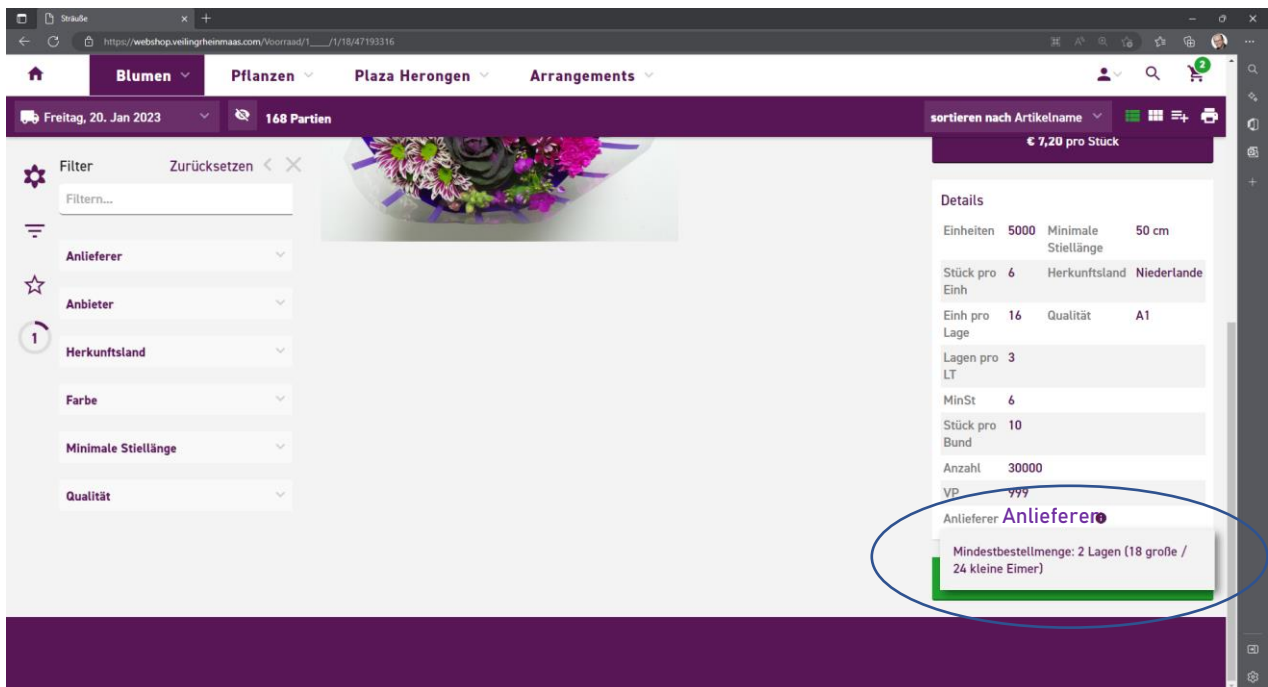 Sträuße
https://webshop.veilingrheinmaas.com/Voorraad/1____/1/18/47193316
Blumen
Pflanzen
Plaza Herongen
Arrangements
2
Freitag, 20. Jan 2023
168 Partien
sortieren nach Artikelname
€ 7,20 pro Stück
Filter
Zurücksetzen
Filtern...
Anlieferer
Anbieter
1
Herkunftsland
Farbe
Minimale Stiellänge
Qualität
Details
Einheiten 5000 Minimale 50 cm
Stiellänge
Stück pro 6 Herkunftsland Niederlande
Einh
Einh pro 16 Qualität A1
Lage
Lagen pro 3
LT
MinSt 6
Stück pro 10
Bund
Anzahl 30000
VP 999
Anlieferer Anlieferer
Mindestbestellmenge: 2 Lagen (18 große /
24 kleine Eimer)